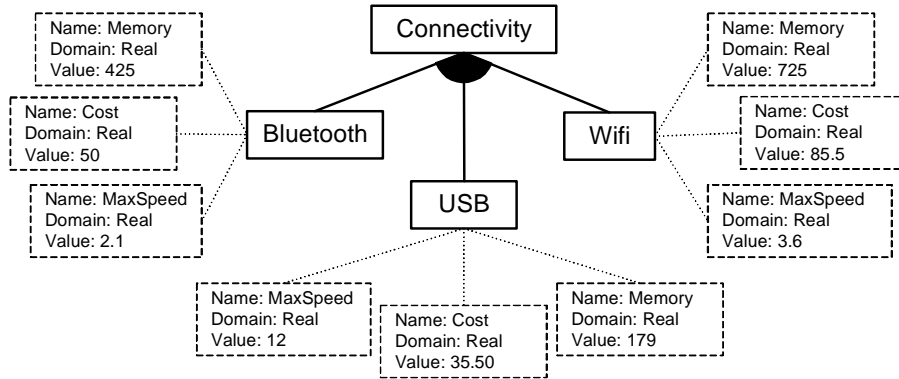 Connectivity
Name: Memory
Domain: Real
Value: 425
Name: Cost
Domain: Real
Value: 50
Name: MaxSpeed
Domain: Real
Value: 2.1
Bluetooth
USB
Wifi
Name: Memory
Domain: Real
Value: 725
Name: Cost
Domain: Real
Value: 85.5
Name: MaxSpeed
Domain: Real
Value: 3.6
Name: MaxSpeed
Domain: Real
Value: 12
Name: Cost
Domain: Real
Value: 35.50
Name: Memory
Domain: Real
Value: 179